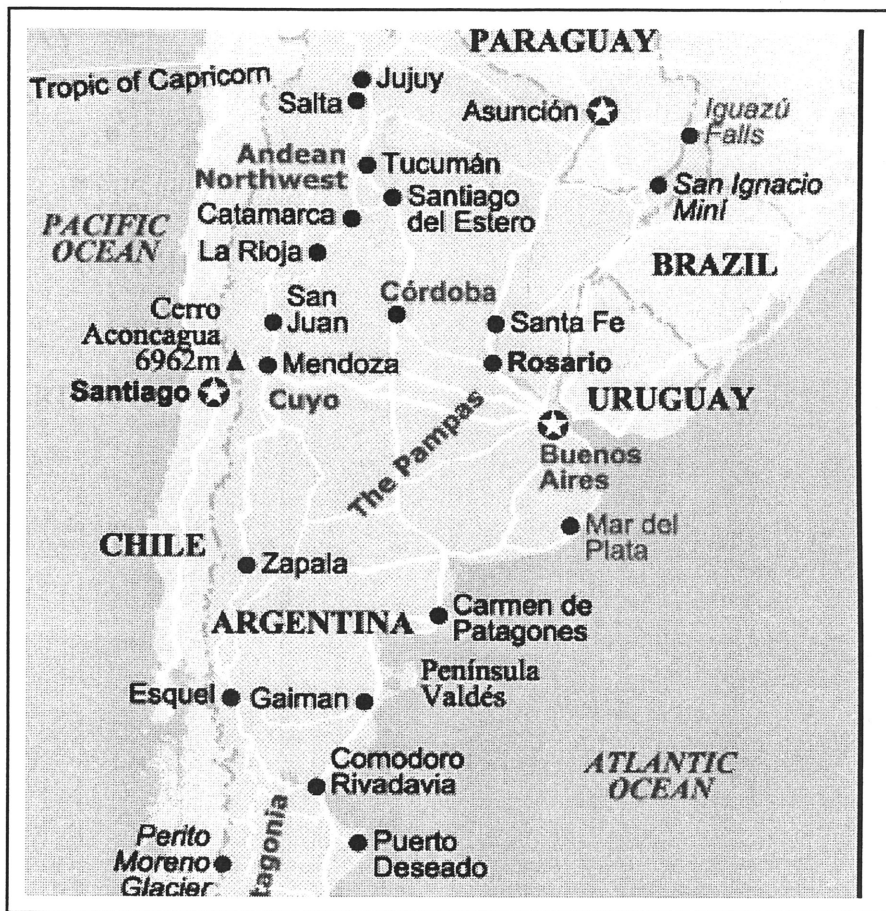 PARAGUAY
Tropic of Capricorn
Jujuy
Salta
Asunción
Iguazú
Falls
Andean
Northwest
Tucumán
Santiago
del Estero
San Ignacio
Miní
Catamarca
PACIFIC
OCEAN
La Rioja
BRAZIL
Cerro
Aconcagua
6962m
San
Juan
Córdoba
Santa Fe
Mendoza
Rosario
Santiago
Cuyo
URUGUAY
The Pampas
Buenos
Aires
Mar del
Plata
CHILE
Zapala
ARGENTINA
Carmen de
Patagones
Península
Valdés
Esquel
Gaiman
Comodoro
Rivadavia
ATLANTIC
OCEAN
tagonia
Perito
Moreno
Glacier
Puerto
Deseado